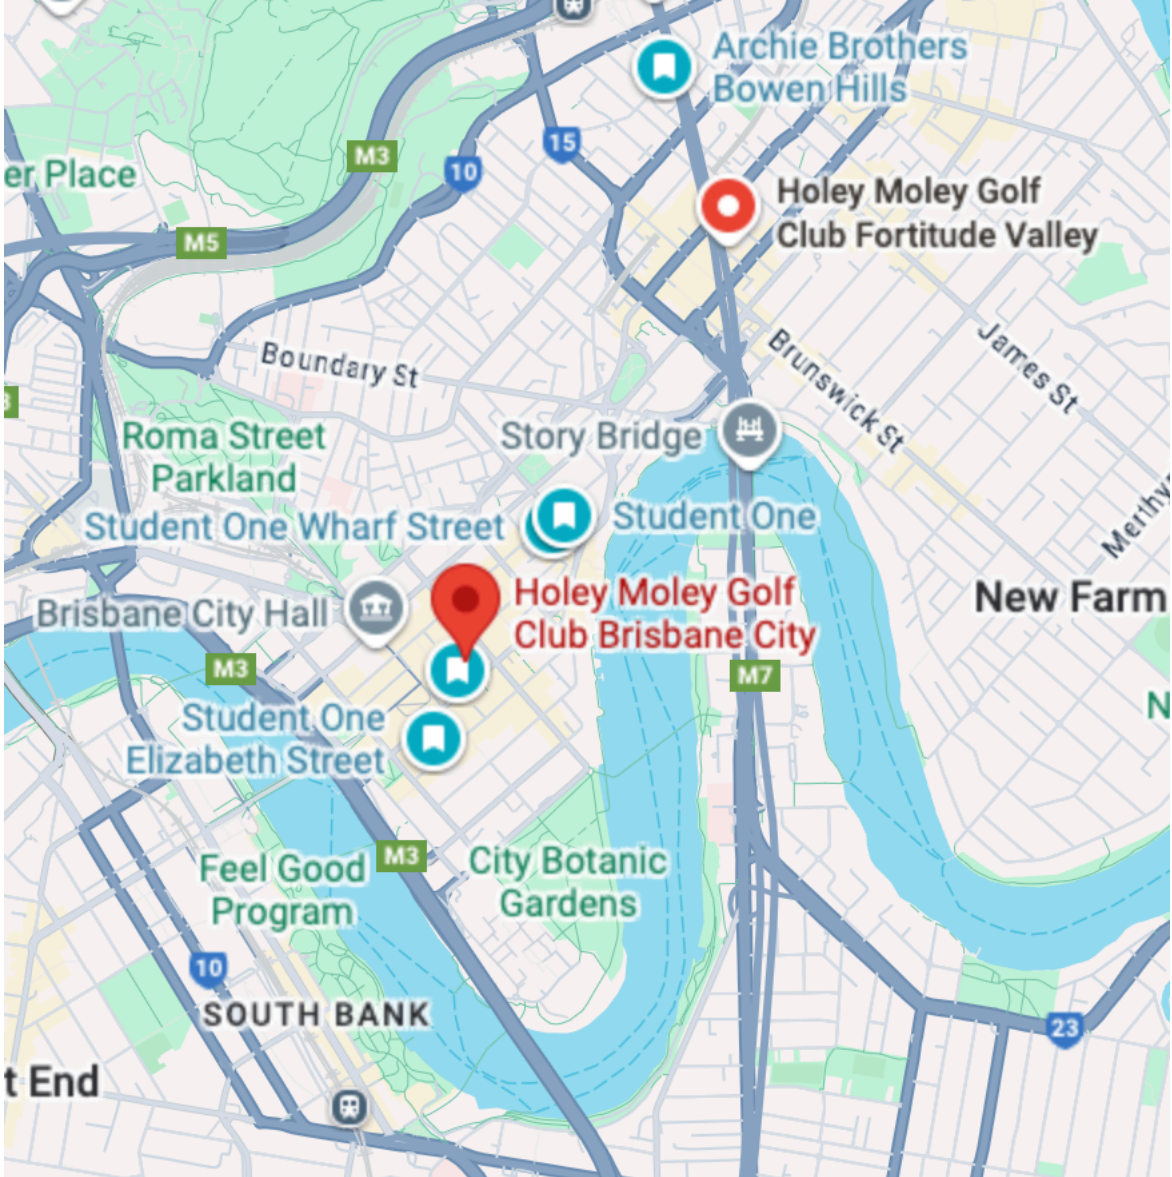 Archie Brothers
Bowen Hills
15
M3
10
er Place
Holey Moley Golf
Club Fortitude Valley
M5
Boundary St
Brunswick St
James St
Roma Street
Parkland
Story Bridge
Student One Wharf Street
Student One
Merthy
Holey Moley Golf
Club Brisbane City
Brisbane City Hall
New Farm
M3
M7
N
Student One
Elizabeth Street
M3
Feel Good
Program
City Botanic
Gardens
10
SOUTH BANK
23
t End